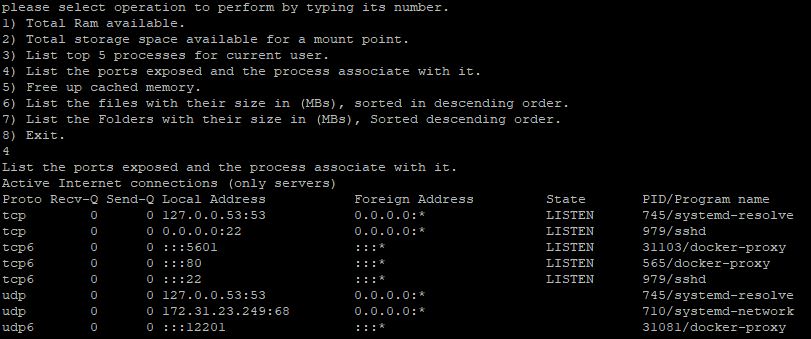 please select operation to perform by typing its number.
1) Total Ram available.
2) Total storage space available for a mount point.
3) List top 5 processes for current user.
4) List the ports exposed and the process associate with it.
5) Free up cached memory.
6) List the files with their size in (MBs), sorted in descending order.
7) List the Folders with their size in (MBs), Sorted descending order.
8) Exit.
4
List the ports exposed and the process associate with it.
Active Internet connections (only servers)
Proto Recv-Q Send-Q Local Address           Foreign Address         State       PID/Program name
tcp        0      0 127.0.0.53:53           0.0.0.0:*               LISTEN      745/systemd-resolve
tcp        0      0 0.0.0.0:22              0.0.0.0:*               LISTEN      979/sshd
tcp6       0      0 :::5601                 :::*                    LISTEN      31103/docker-proxy
tcp6       0      0 :::80                   :::*                    LISTEN      565/docker-proxy
tcp6       0      0 :::22                   :::*                    LISTEN      979/sshd
udp        0      0 127.0.0.53:53           0.0.0.0:*                           745/systemd-resolve
udp        0      0 172.31.23.249:68        0.0.0.0:*                           710/systemd-network
udp6       0      0 :::12201                :::*                                31081/docker-proxy